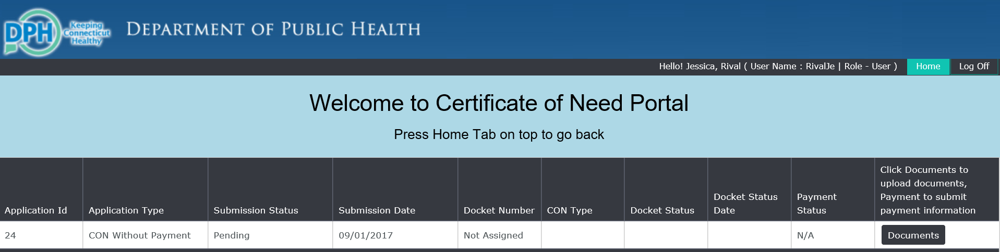 DPH Keeping
Connecticut
Healthy
DEPARTMENT OF PUBLIC HEALTH
Hello! Jessica, Rival ( User Name : RivalJe | Role - User ) Home Log Off
Welcome to Certificate of Need Portal
Press Home Tab on top to go back
Application Id Application Type Submission Status Submission Date Docket Number CON Type Docket Status Docket Status Date Payment Status Click Documents to upload documents, Payment to submit payment information
24 CON Without Payment Pending 09/01/2017 Not Assigned N/A Documents